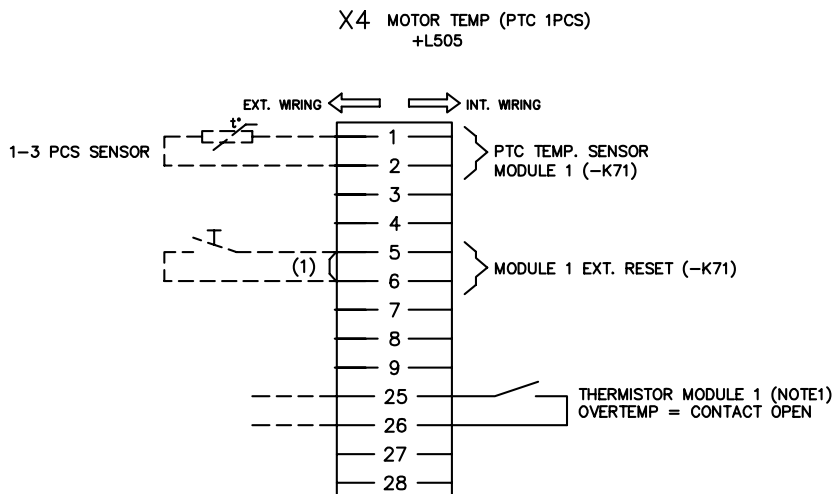 X4 MOTOR TEMP (PTC 1PCS)
+L505
EXT. WIRING
INT. WIRING
t°
1-3 PCS SENSOR
1
2
PTC TEMP. SENSOR
MODULE 1 (-K71)
3
4
5
(1)
6
MODULE 1 EXT. RESET (-K71)
7
8
9
25
THERMISTOR MODULE 1 (NOTE1)
OVERTEMP = CONTACT OPEN
26
27
28